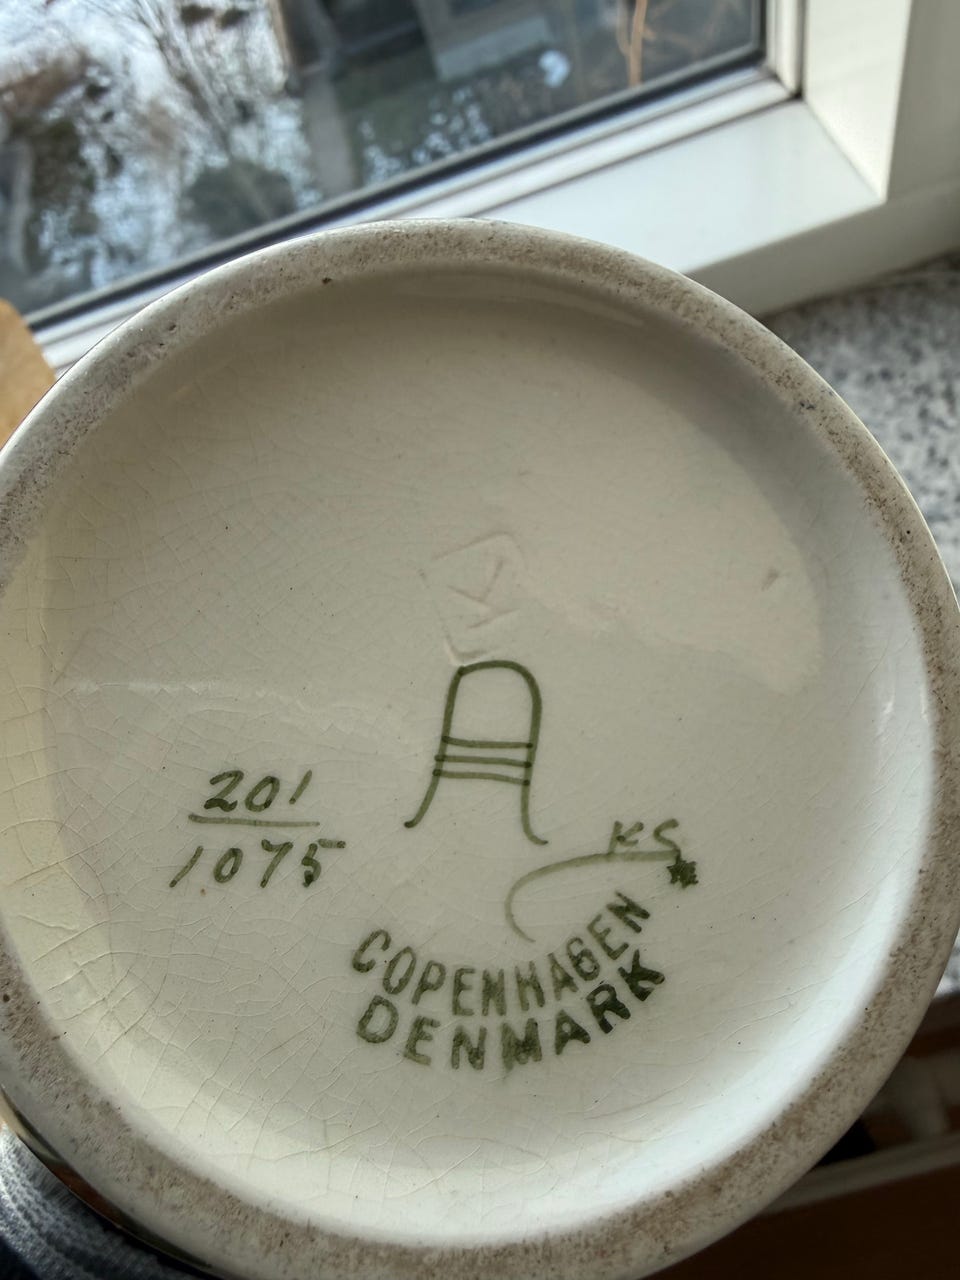 201
1075
KS
COPENHAGEN
DENMARK